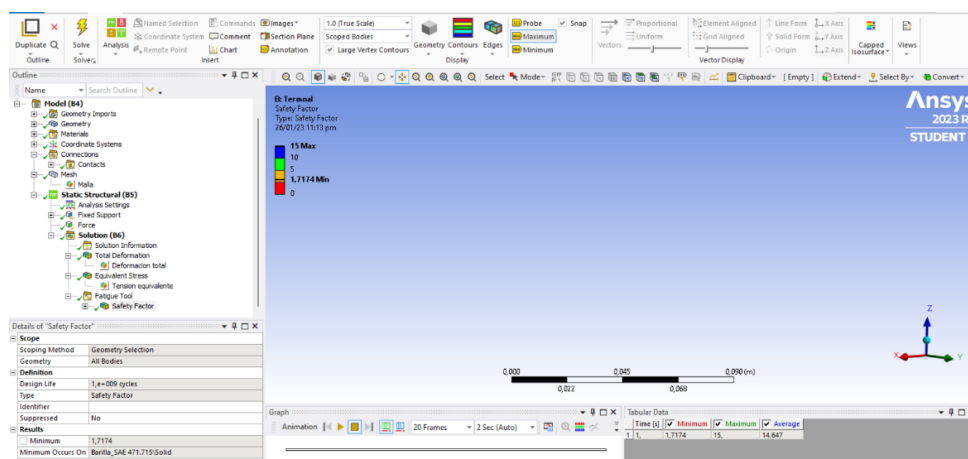 Named Selection Commands Images 1.0 (True Scale) Probe Snap Proportional Element Aligned Line Form X Axis
Coordinate System Comment Section Plane Scoped Bodies Maximum Uniform Grid Aligned Solid Form Y Axis
Duplicate Solve Analysis Remote Point Chart Annotation Large Vertex Contours Geometry Contours Edges Minimum Vectors Origin Z Axis Capped Isosurface Views
Outline Solver Insert Display Vector Display
Outline
Name Search Outline
Select Mode Clipboard [ Empty ] Extend Select By Convert
Model (B4)
Geometry Imports
Geometry
Materials
Coordinate Systems
Connections
Contacts
Mesh
Malla
Static Structural (B5)
Analysis Settings
Fixed Support
Force
Solution (B6)
Solution Information
Total Deformation
Deformacion total
Equivalent Stress
Tension equivalente
Fatigue Tool
Safety Factor
B: Termnal
Safety Factor
Type: Safety Factor
26/01/23 11:13 pm
15 Max
10
5
1,7174 Min
0
Ansys
2023 R
STUDENT
Z
X
Y
0,000 0,045 0,090 (m)
0,022 0,068
Details of "Safety Factor"
Scope
Scoping Method Geometry Selection
Geometry All Bodies
Definition
Design Life 1,e+009 cycles
Type Safety Factor
Identifier
Suppressed No
Results
Minimum 1,7174
Minimum Occurs On Barilla_SAE 471.715\Solid
Graph
Animation 20 Frames 2 Sec (Auto)
Tabular Data
Time [s] Minimum Maximum Average
1 1, 1,7174 15, 14,647